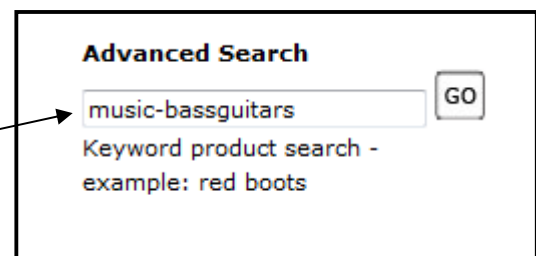 Advanced Search
music-bassguitars GO
Keyword product search -
example: red boots